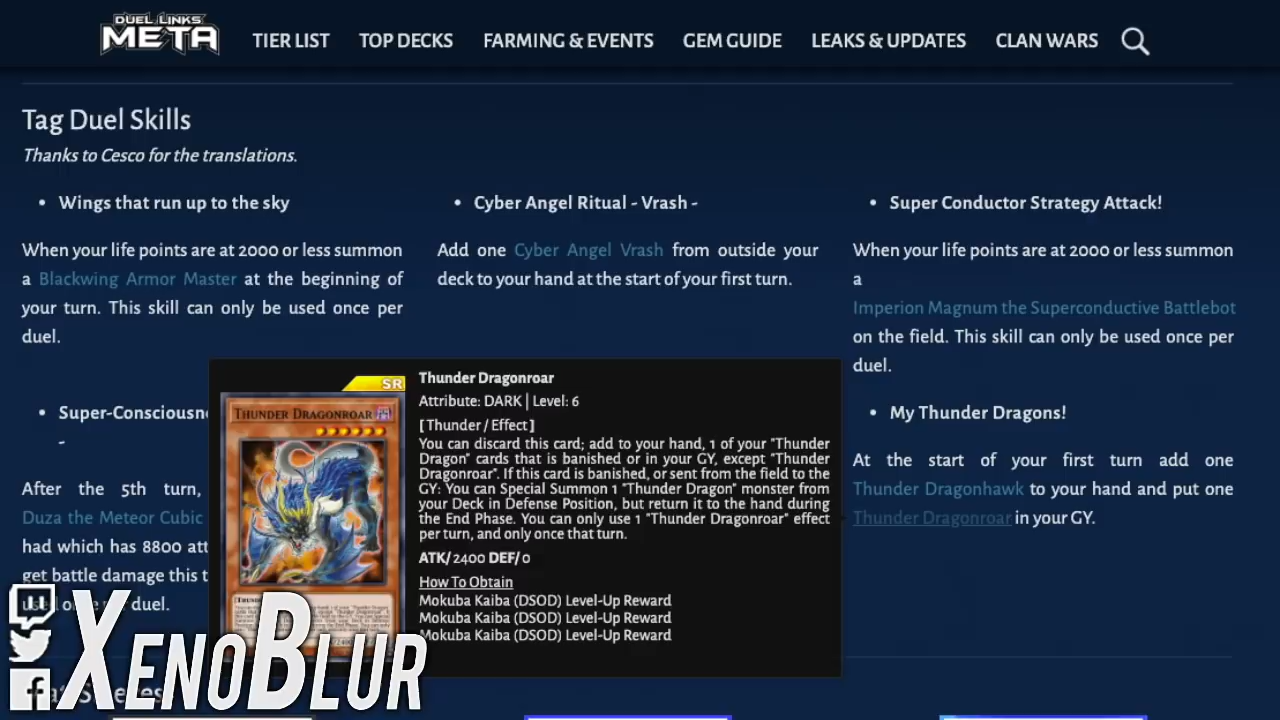 DUEL LINKS
META
TIER LIST
TOP DECKS
FARMING & EVENTS
GEM GUIDE
LEAKS & UPDATES
CLAN WARS
Tag Duel Skills
Thanks to Cesco for the translations.
• Wings that run up to the sky
When your life points are at 2000 or less summon
a Blackwing Armor Master at the beginning of
your turn. This skill can only be used once per
duel.
• Cyber Angel Ritual - Vrash -
Add one Cyber Angel Vrash from outside your
deck to your hand at the start of your first turn.
• Super Conductor Strategy Attack!
When your life points are at 2000 or less summon
a
Imperion Magnum the Superconductive Battlebot
on the field. This skill can only be used once per
duel.
• Super-Consciousne
-
After the 5th turn,
Duza the Meteor Cubic
had which has 8800 att
get battle damage this t
duel.
SR
THUNDER DRAGONROAR
Thunder Dragonroar
Attribute: DARK | Level: 6
[ Thunder / Effect ]
You can discard this card; add to your hand, 1 of your "Thunder
Dragon" cards that is banished or in your GY, except "Thunder
Dragonroar". If this card is banished, or sent from the field to the
GY: You can Special Summon 1 "Thunder Dragon" monster from
your Deck in Defense Position, but return it to the hand during
the End Phase. You can only use 1 "Thunder Dragonroar" effect
per turn, and only once that turn.
ATK/ 2400 DEF/ 0
How To Obtain
Mokuba Kaiba (DSOD) Level-Up Reward
Mokuba Kaiba (DSOD) Level-Up Reward
Mokuba Kaiba (DSOD) Level-Up Reward
• My Thunder Dragons!
At the start of your first turn add one
Thunder Dragonhawk to your hand and put one
Thunder Dragonroar in your GY.
XENOBLUR